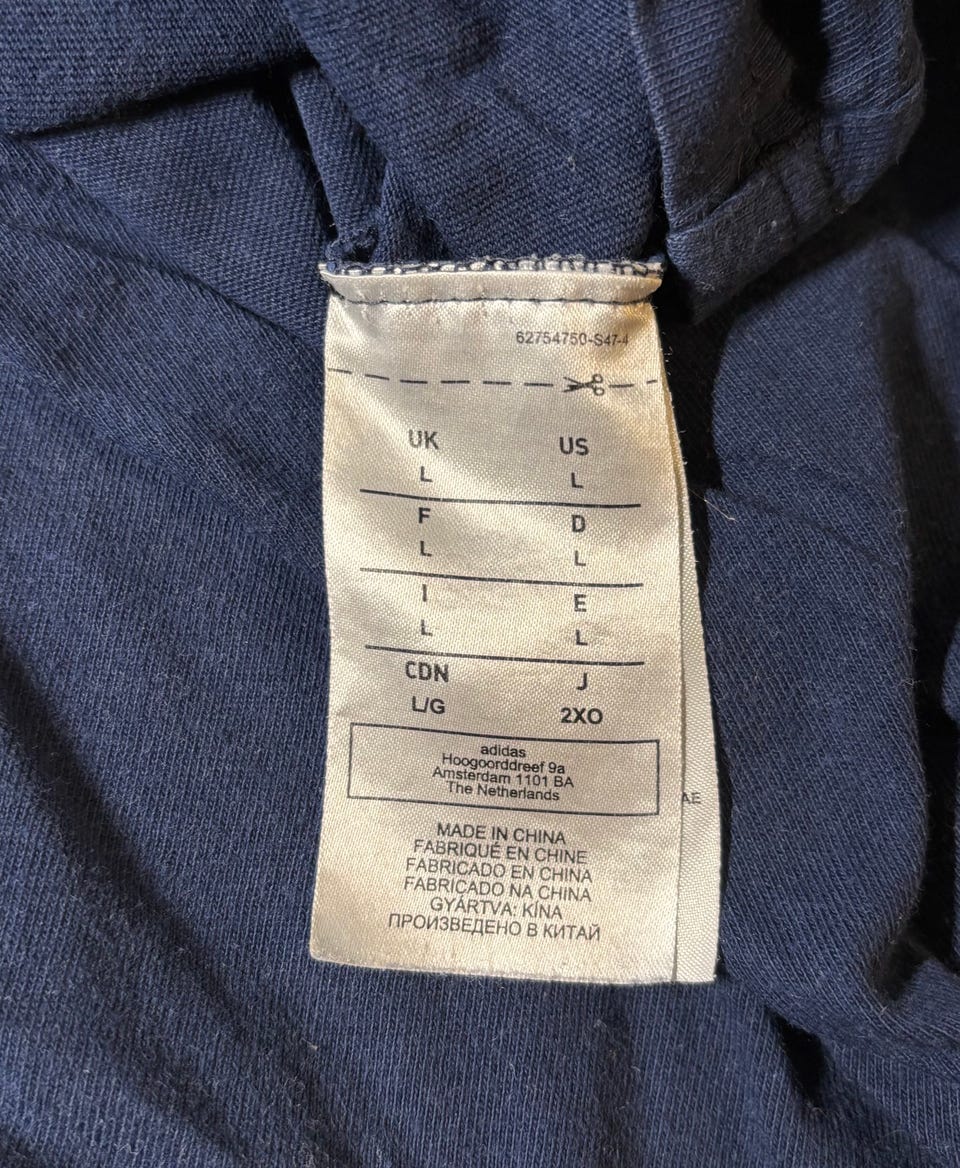 62754750-S47-4
UK US
L L
F D
L L
I E
L L
CDN J
L/G 2XO
adidas
Hoogoorddreef 9a
Amsterdam 1101 BA
The Netherlands
AE
MADE IN CHINA
FABRIQUÉ EN CHINE
FABRICADO EN CHINA
FABRICADO NA CHINA
GYÁRTVA: KÍNA
ПРОИЗВЕДЕНО В КИТАЙ